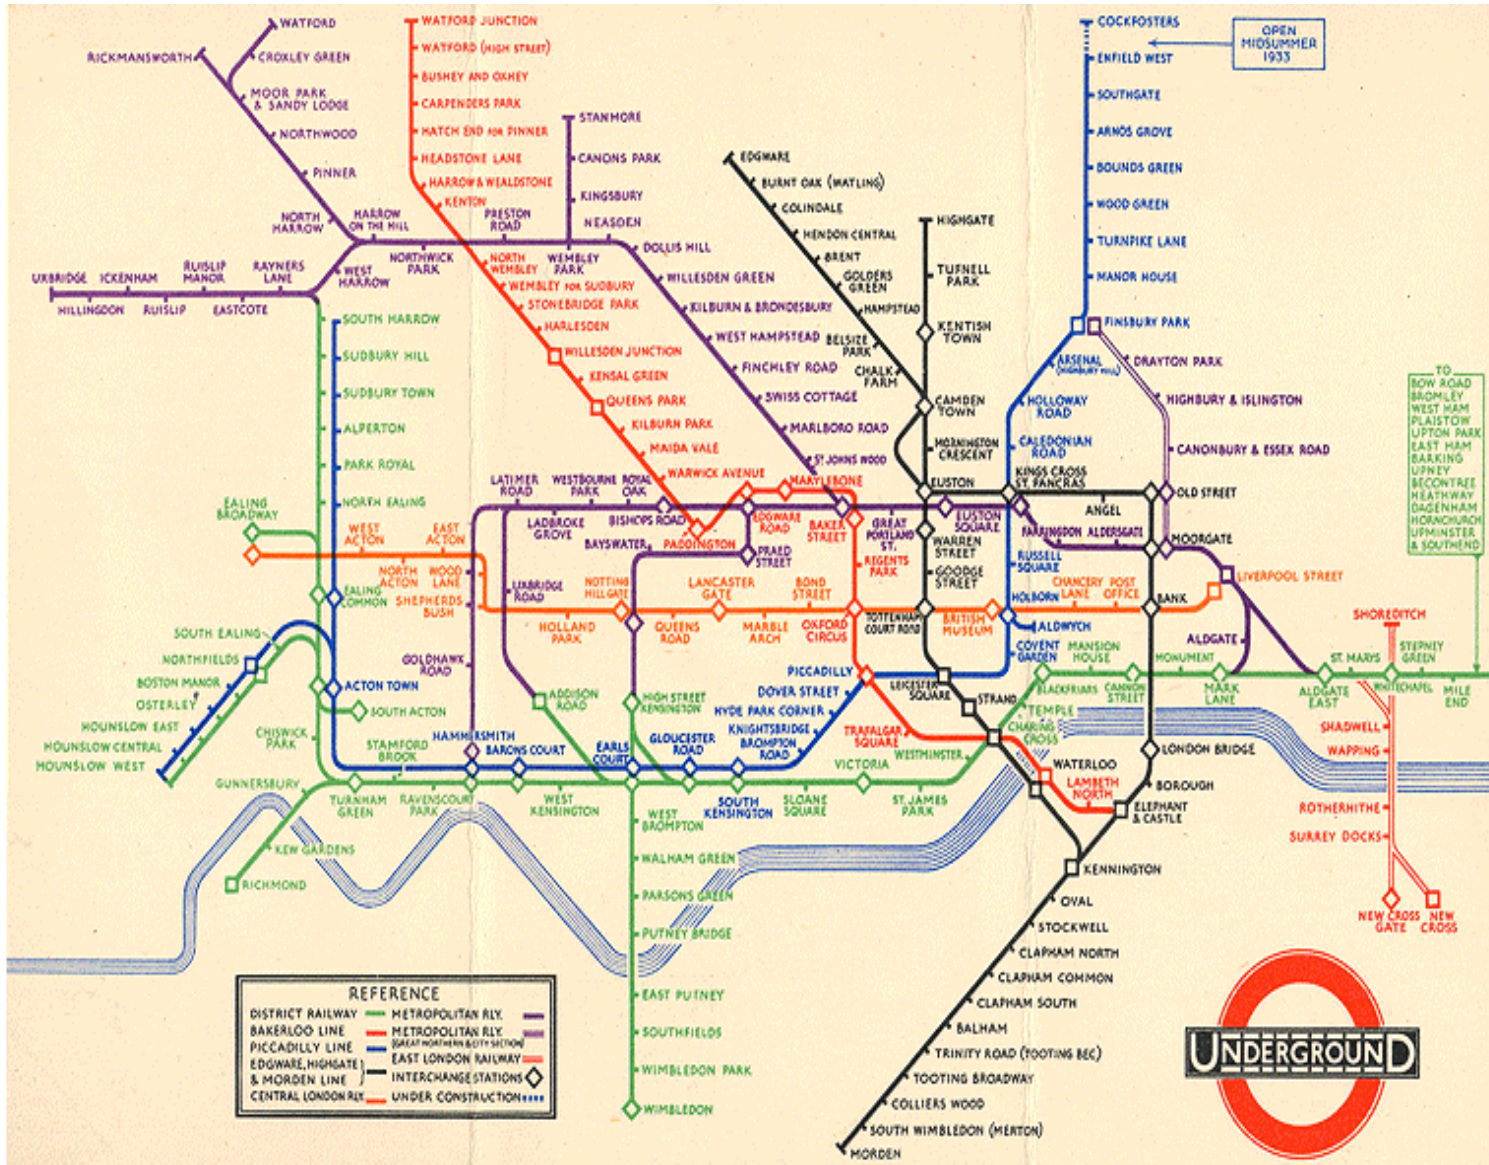 WATFORD
RICKMANSWORTH
CROXLEY GREEN
MOOR PARK
& SANDY LODGE
NORTHWOOD
PINNER
NORTH
HARROW
HARROW
ON THE HILL
NORTHWICK
PARK
PRESTON
ROAD
WEMBLEY
PARK
STANMORE
CANONS PARK
KINGSBURY
NEASDEN
DOLLIS HILL
WILLESDEN GREEN
KILBURN & BRONDESBURY
WEST HAMPSTEAD
FINCHLEY ROAD
SWISS COTTAGE
MARLBORO ROAD
ST. JOHNS WOOD
UXBRIDGE
ICKENHAM
RUISLIP
MANOR
RAYNERS
LANE
WEST
HARROW
HILLINGDON
RUISLIP
EASTCOTE
WATFORD JUNCTION
WATFORD (HIGH STREET)
BUSHEY AND OXHEY
CARPENDERS PARK
HATCH END FOR PINNER
HEADSTONE LANE
HARROW & WEALDSTONE
KENTON
NORTH
WEMBLEY
WEMBLEY FOR SUDBURY
STONEBRIDGE PARK
HARLESDEN
WILLESDEN JUNCTION
KENSAL GREEN
QUEENS PARK
KILBURN PARK
MAIDA VALE
WARWICK AVENUE
PADDINGTON
EDGWARE
ROAD
MARYLEBONE
BAKER
STREET
REGENTS
PARK
OXFORD
CIRCUS
PICCADILLY
TRAFALGAR
SQUARE
CHARING
CROSS
WATERLOO
LAMBETH
NORTH
ELEPHANT
& CASTLE
EDGWARE
BURNT OAK (WATLING)
COLINDALE
HENDON CENTRAL
BRENT
GOLDERS
GREEN
HAMPSTEAD
BELSIZE
PARK
CHALK
FARM
HIGHGATE
TUFNELL
PARK
KENTISH
TOWN
CAMDEN
TOWN
MORNINGTON
CRESCENT
EUSTON
WARREN
STREET
GOODGE
STREET
TOTTENHAM
COURT ROAD
LEICESTER
SQUARE
STRAND
KINGS CROSS
ST. PANCRAS
ANGEL
OLD STREET
MOORGATE
BANK
LONDON BRIDGE
BOROUGH
KENNINGTON
OVAL
STOCKWELL
CLAPHAM NORTH
CLAPHAM COMMON
CLAPHAM SOUTH
BALHAM
TRINITY ROAD (TOOTING BEC)
TOOTING BROADWAY
COLLIERS WOOD
SOUTH WIMBLEDON (MERTON)
MORDEN
COCKFOSTERS
OPEN
MIDSUMMER
1933
ENFIELD WEST
SOUTHGATE
ARNOS GROVE
BOUNDS GREEN
WOOD GREEN
TURNPIKE LANE
MANOR HOUSE
FINSBURY PARK
ARSENAL
(HIGHBURY HILL)
HOLLOWAY
ROAD
CALEDONIAN
ROAD
RUSSELL
SQUARE
HOLBORN
ALDWYCH
COVENT
GARDEN
DOVER STREET
HYDE PARK CORNER
KNIGHTSBRIDGE
BROMPTON
ROAD
SOUTH
KENSINGTON
GLOUCESTER
ROAD
EARLS
COURT
BARONS COURT
HAMMERSMITH
ACTON TOWN
DRAYTON PARK
HIGHBURY & ISLINGTON
CANONBURY & ESSEX ROAD
TO
BOW ROAD
BROMLEY
WEST HAM
PLAISTOW
UPTON PARK
EAST HAM
BARKING
UPNEY
BECONTREE
HEATHWAY
DAGENHAM
HORNCHURCH
UPMINSTER
& SOUTHEND
SOUTH HARROW
SUDBURY HILL
SUDBURY TOWN
ALPERTON
PARK ROYAL
NORTH EALING
EALING
BROADWAY
EALING
COMMON
SOUTH EALING
NORTHFIELDS
BOSTON MANOR
OSTERLEY
HOUNSLOW EAST
HOUNSLOW CENTRAL
HOUNSLOW WEST
SOUTH ACTON
CHISWICK
PARK
STAMFORD
BROOK
GUNNERSBURY
KEW GARDENS
RICHMOND
TURNHAM
GREEN
RAVENSCOURT
PARK
WEST
KENSINGTON
ADDISON
ROAD
HIGH STREET
KENSINGTON
WEST
BROMPTON
WALHAM GREEN
PARSONS GREEN
PUTNEY BRIDGE
EAST PUTNEY
SOUTHFIELDS
WIMBLEDON PARK
WIMBLEDON
SLOANE
SQUARE
VICTORIA
ST. JAMES
PARK
WESTMINSTER
TEMPLE
BLACKFRIARS
MANSION
HOUSE
CANNON
STREET
MONUMENT
MARK
LANE
ALDGATE
ALDGATE
EAST
ST. MARYS
WHITECHAPEL
STEPNEY
GREEN
MILE
END
WEST
ACTON
EAST
ACTON
NORTH
ACTON
WOOD
LANE
SHEPHERDS
BUSH
HOLLAND
PARK
NOTTING
HILL GATE
QUEENS
ROAD
LANCASTER
GATE
MARBLE
ARCH
BOND
STREET
BRITISH
MUSEUM
CHANCERY
LANE
POST
OFFICE
LIVERPOOL STREET
LATIMER
ROAD
WESTBOURNE
PARK
ROYAL
OAK
LADBROKE
GROVE
BISHOPS ROAD
BAYSWATER
PRAED
STREET
UXBRIDGE
ROAD
GOLDHAWK
ROAD
GREAT
PORTLAND
ST.
EUSTON
SQUARE
FARRINGDON
ALDERSGATE
SHOREDITCH
SHADWELL
WAPPING
ROTHERHITHE
SURREY DOCKS
NEW CROSS
GATE
NEW
CROSS
REFERENCE
DISTRICT RAILWAY
BAKERLOO LINE
PICCADILLY LINE
EDGWARE, HIGHGATE
& MORDEN LINE
CENTRAL LONDON RLY
METROPOLITAN RLY.
METROPOLITAN RLY.
(GREAT NORTHERN & CITY SECTION)
EAST LONDON RAILWAY
INTERCHANGE STATIONS
UNDER CONSTRUCTION
UNDERGROUND